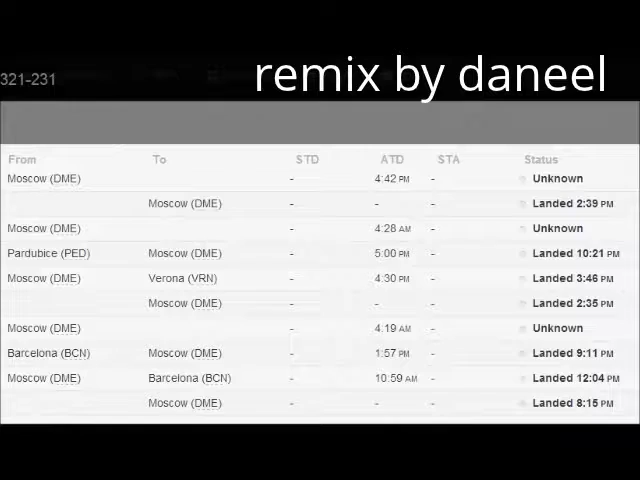 remix by daneel
321-231
From To STD ATD STA Status
Moscow (DME) - 4:42 PM - Unknown
Moscow (DME) - - - Landed 2:39 PM
Moscow (DME) - 4:28 AM - Unknown
Pardubice (PED) Moscow (DME) - 5:00 PM - Landed 10:21 PM
Moscow (DME) Verona (VRN) - 4:30 PM - Landed 3:46 PM
Moscow (DME) - - - Landed 2:35 PM
Moscow (DME) - 4:19 AM - Unknown
Barcelona (BCN) Moscow (DME) - 1:57 PM - Landed 9:11 PM
Moscow (DME) Barcelona (BCN) - 10:59 AM - Landed 12:04 PM
Moscow (DME) - - - Landed 8:15 PM